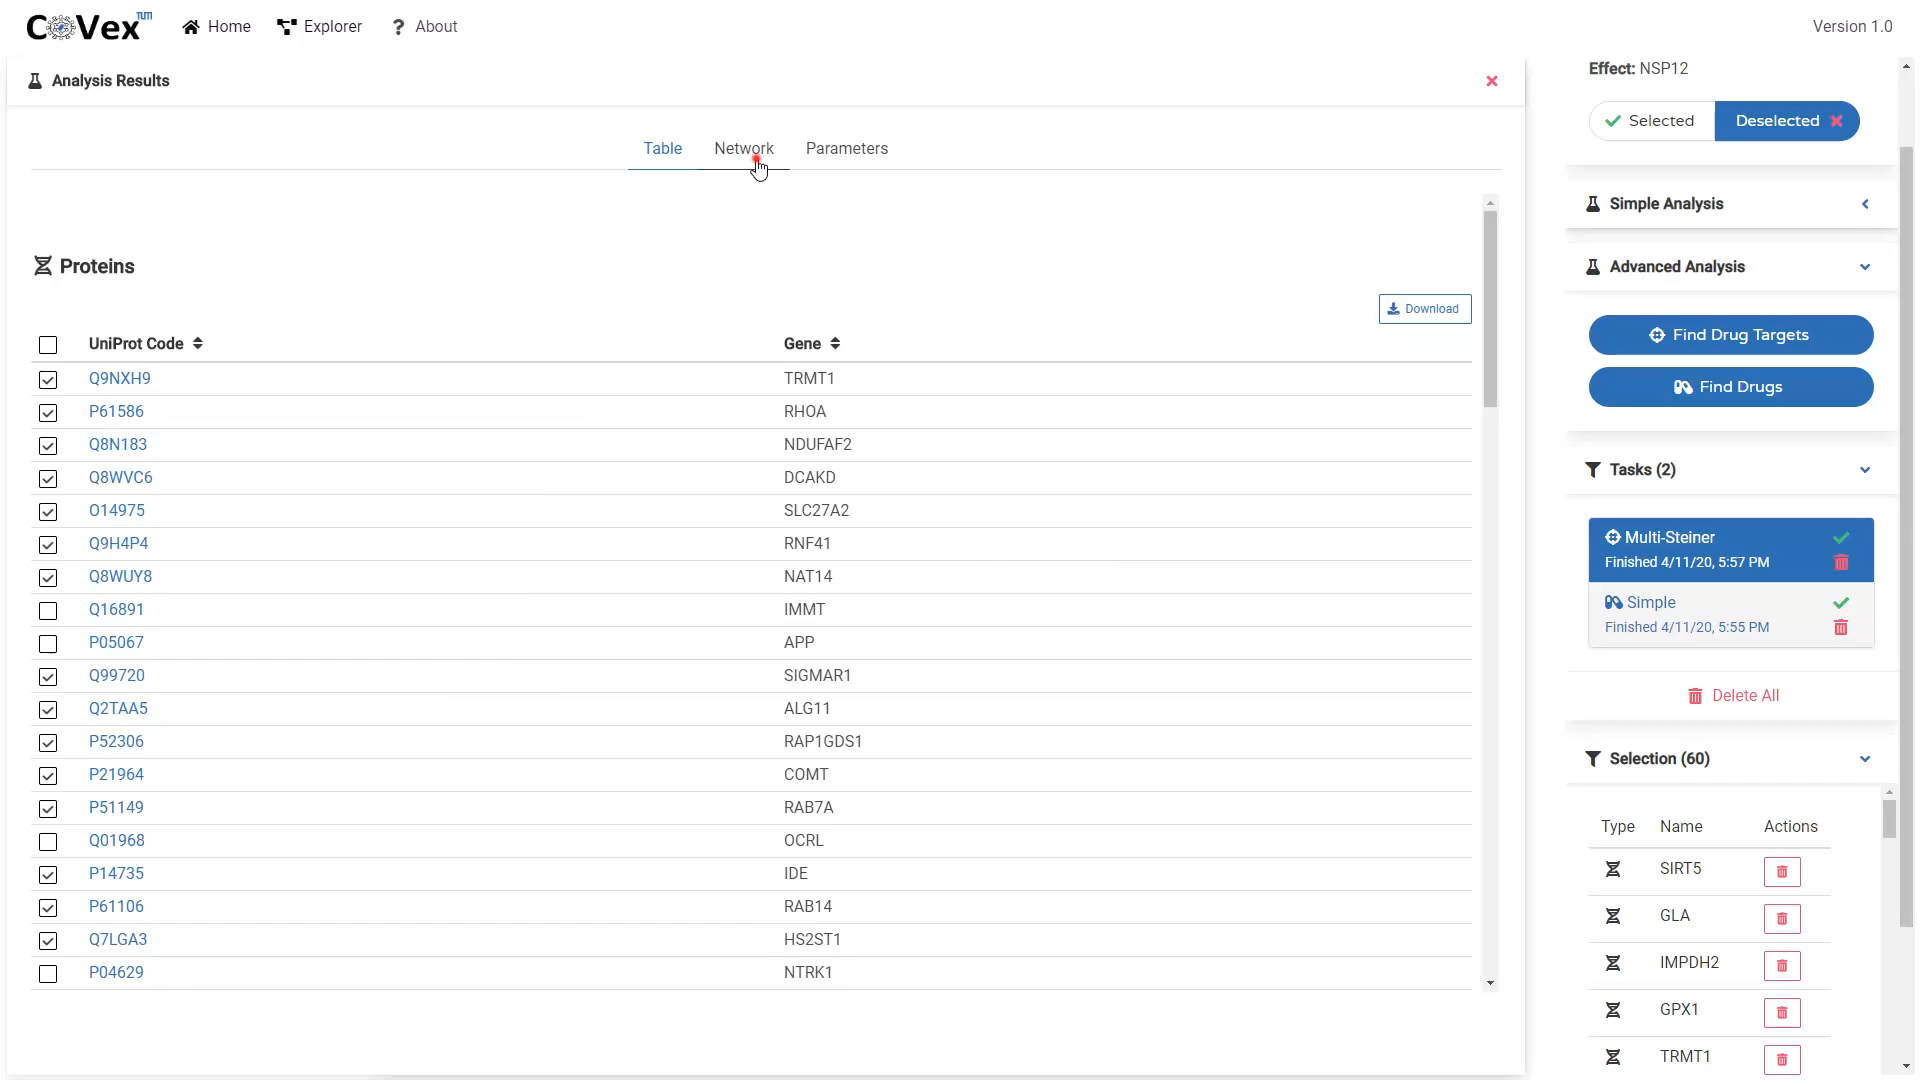 CoVex TUM
Home
Explorer
? About
Version 1.0
Analysis Results
Table
Network
Parameters
Proteins
Download
UniProt Code
Gene
Q9NXH9 TRMT1
P61586 RHOA
Q8N183 NDUFAF2
Q8WVC6 DCAKD
O14975 SLC27A2
Q9H4P4 RNF41
Q8WUY8 NAT14
Q16891 IMMT
P05067 APP
Q99720 SIGMAR1
Q2TAA5 ALG11
P52306 RAP1GDS1
P21964 COMT
P51149 RAB7A
Q01968 OCRL
P14735 IDE
P61106 RAB14
Q7LGA3 HS2ST1
P04629 NTRK1
Effect: NSP12
Selected
Deselected
Simple Analysis
Advanced Analysis
Find Drug Targets
Find Drugs
Tasks (2)
Multi-Steiner
Finished 4/11/20, 5:57 PM
Simple
Finished 4/11/20, 5:55 PM
Delete All
Selection (60)
Type Name Actions
SIRT5
GLA
IMPDH2
GPX1
TRMT1